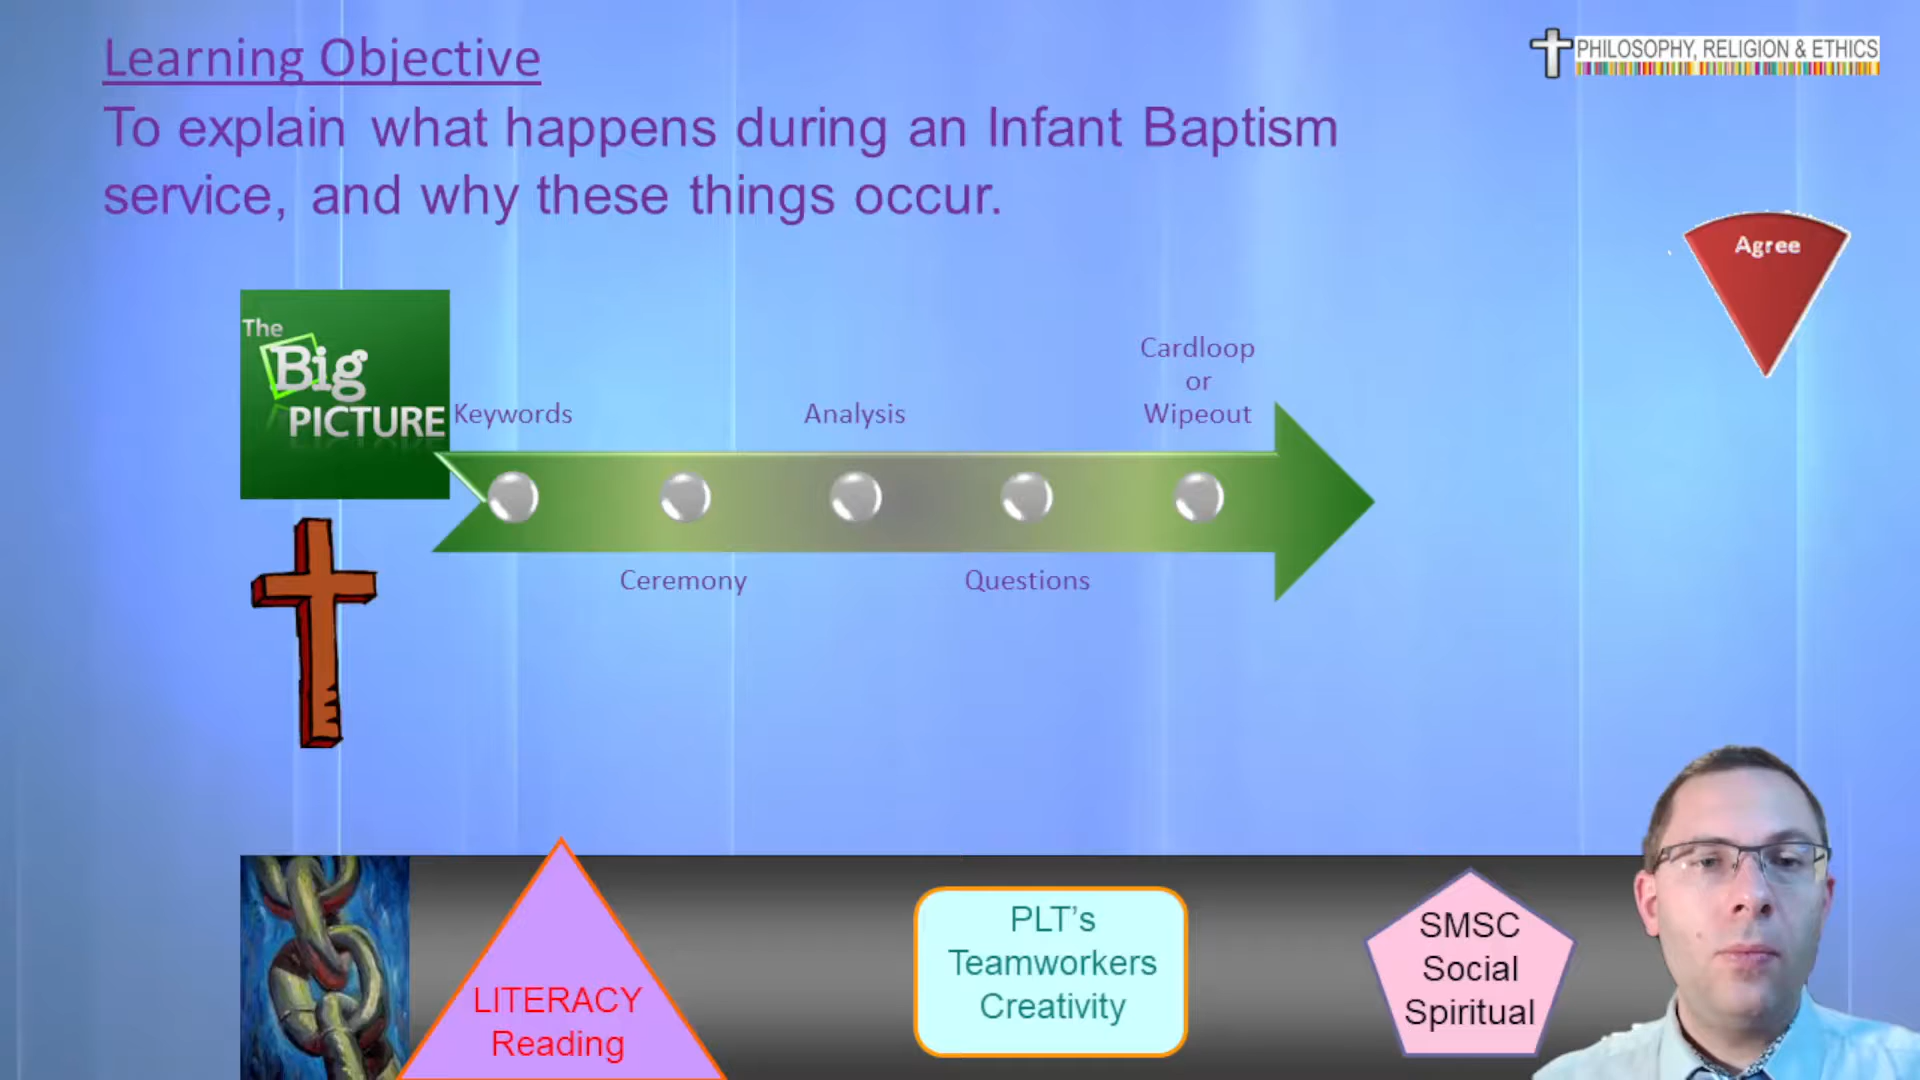 Learning Objective
To explain what happens during an Infant Baptism
service, and why these things occur.
PHILOSOPHY, RELIGION & ETHICS
Agree
The
Big
PICTURE
Keywords
Ceremony
Analysis
Questions
Cardloop
or
Wipeout
LITERACY
Reading
PLT's
Teamworkers
Creativity
SMSC
Social
Spiritual